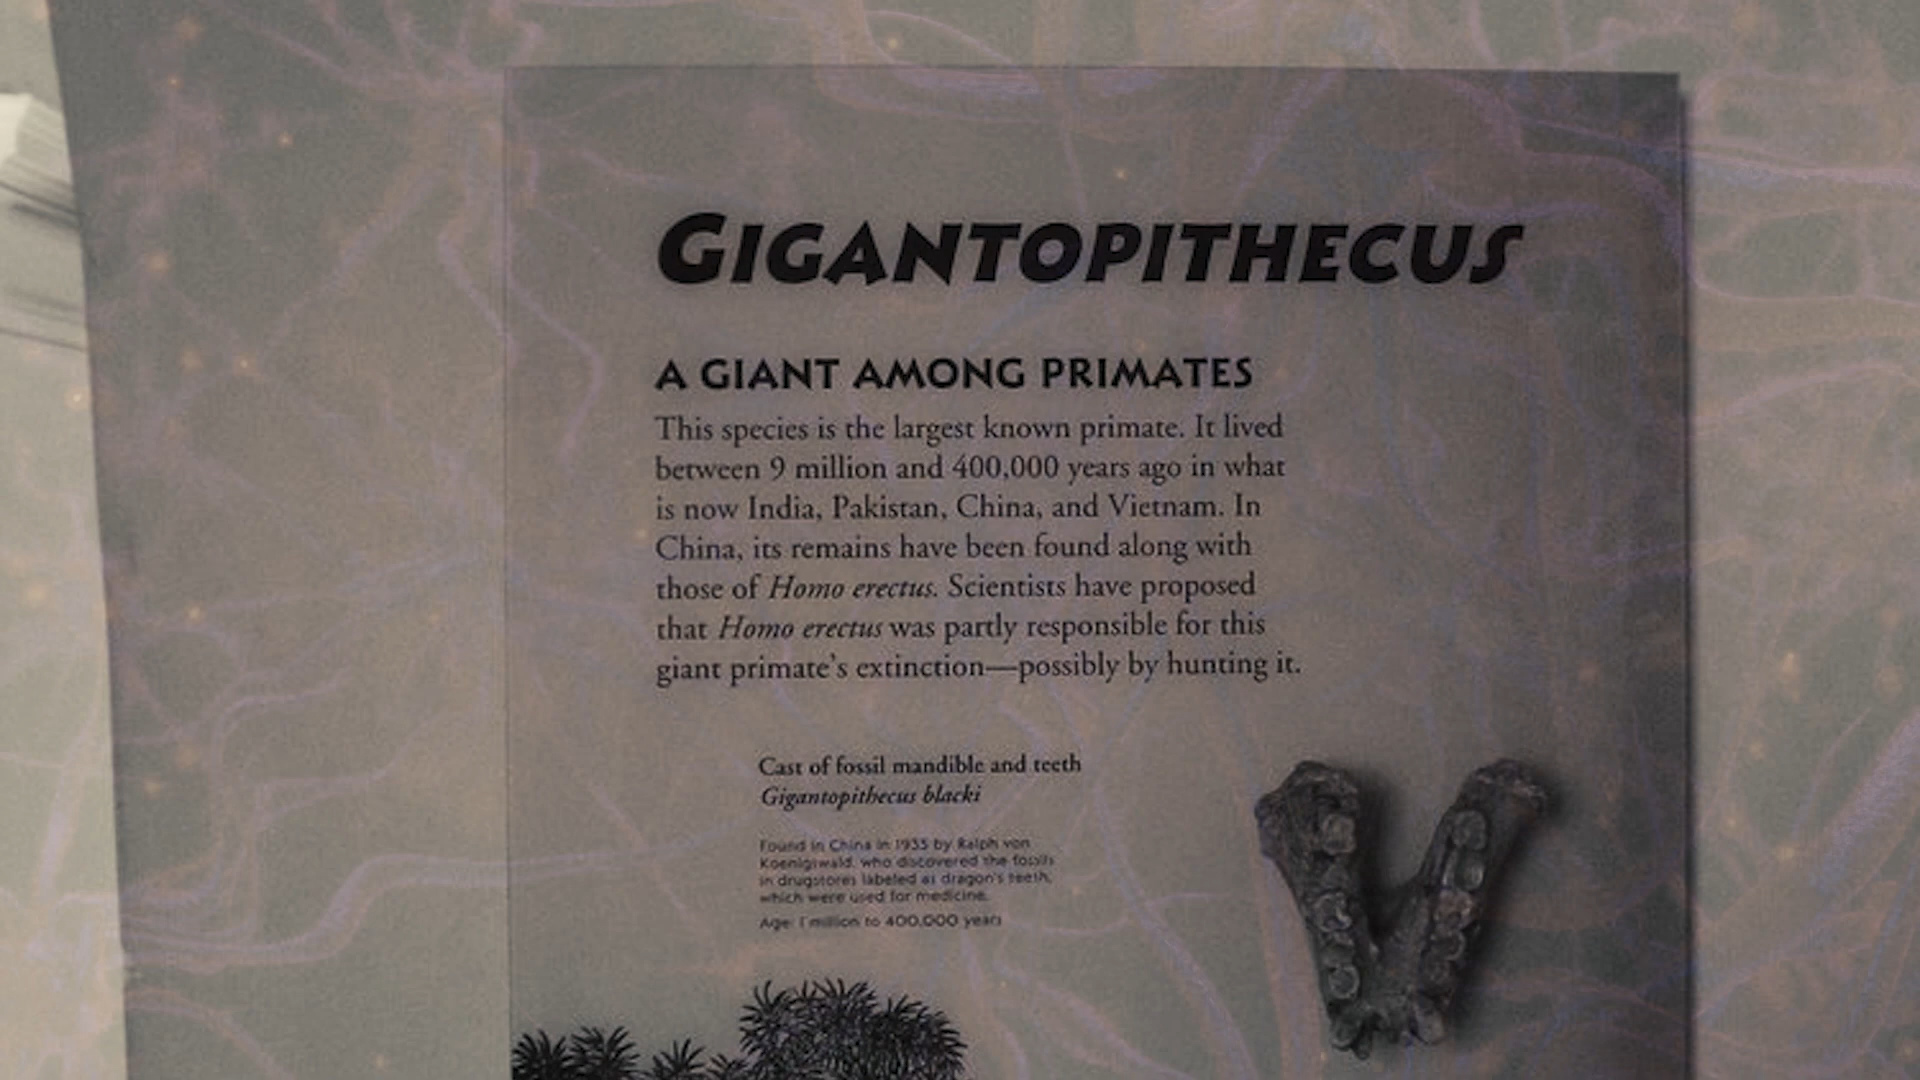 GIGANTOPITHECUS
A GIANT AMONG PRIMATES
This species is the largest known primate. It lived
between 9 million and 400,000 years ago in what
is now India, Pakistan, China, and Vietnam. In
China, its remains have been found along with
those of Homo erectus. Scientists have proposed
that Homo erectus was partly responsible for this
giant primate's extinction—possibly by hunting it.
Cast of fossil mandible and teeth
Gigantopithecus blacki
Found in China in 1935 by Ralph von
Koenigswald, who discovered the fossils
in drugstores labeled as dragon's teeth,
which were used for medicine.
Age: 1 million to 400,000 years